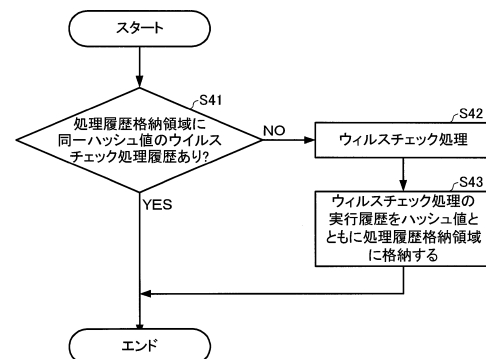 スタート
S41
処理履歴格納領域に
同一ハッシュ値のウイルス
チェック処理履歴あり?
NO
YES
S42
ウィルスチェック処理
S43
ウィルスチェック処理の
実行履歴をハッシュ値と
ともに処理履歴格納領域
に格納する
エンド